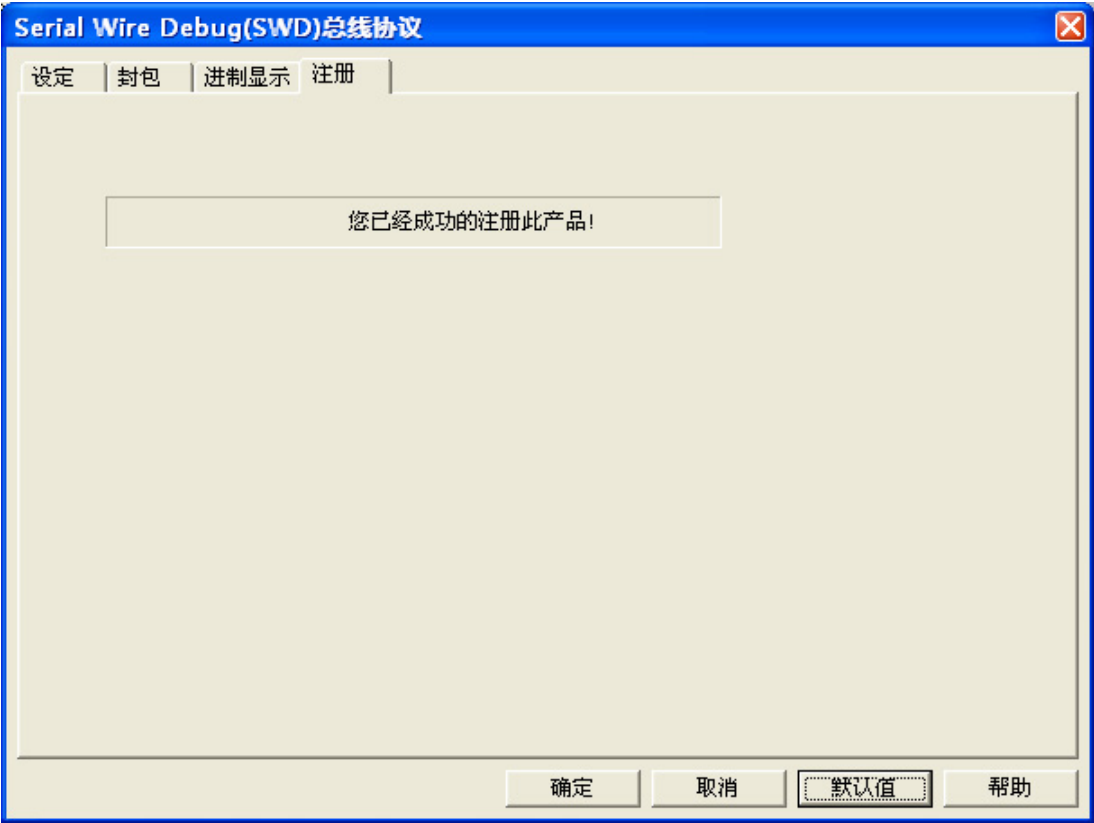 Serial Wire Debug(SWD)总线协议
设定 封包 进制显示 注册
您已经成功的注册此产品!
确定 取消 默认值 帮助